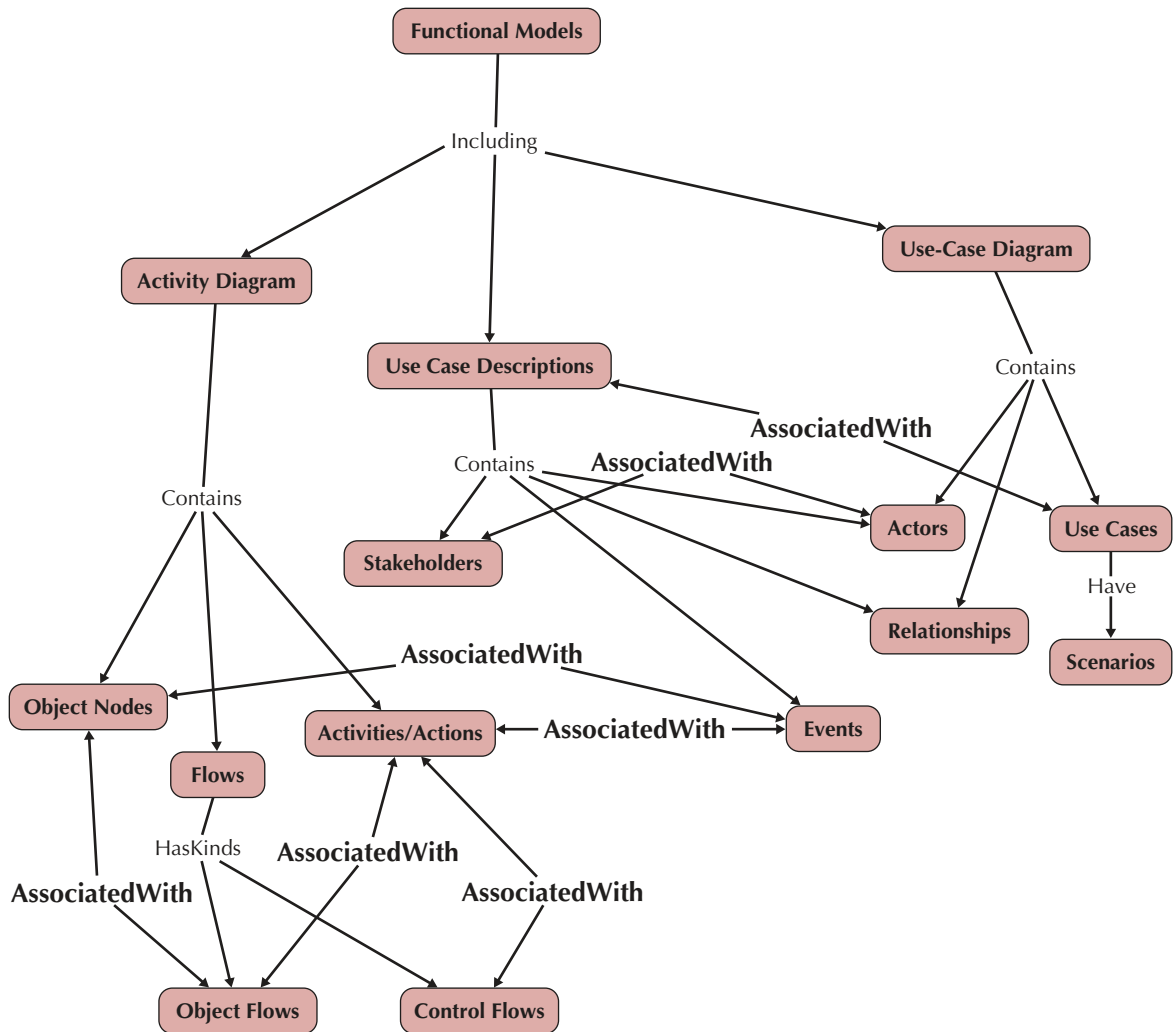 Functional Models
Including
Use-Case Diagram
Activity Diagram
Use Case Descriptions
Contains
AssociatedWith
Contains
AssociatedWith
Contains
Actors
Use Cases
Stakeholders
Have
Relationships
AssociatedWith
Scenarios
Object Nodes
Activities/Actions
AssociatedWith
Events
Flows
HasKinds
AssociatedWith
AssociatedWith
AssociatedWith
Object Flows
Control Flows